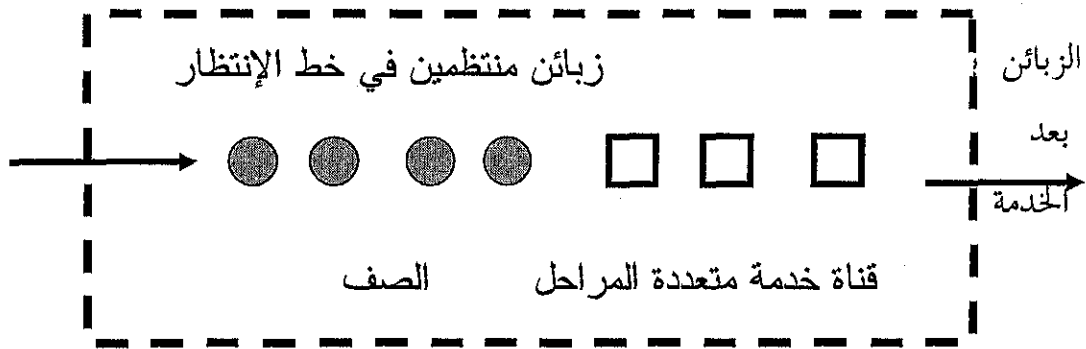 زبائن منتظمين في خط الإنتظار
الزبائن
بعد
الخدمة
الصف
قناة خدمة متعددة المراحل